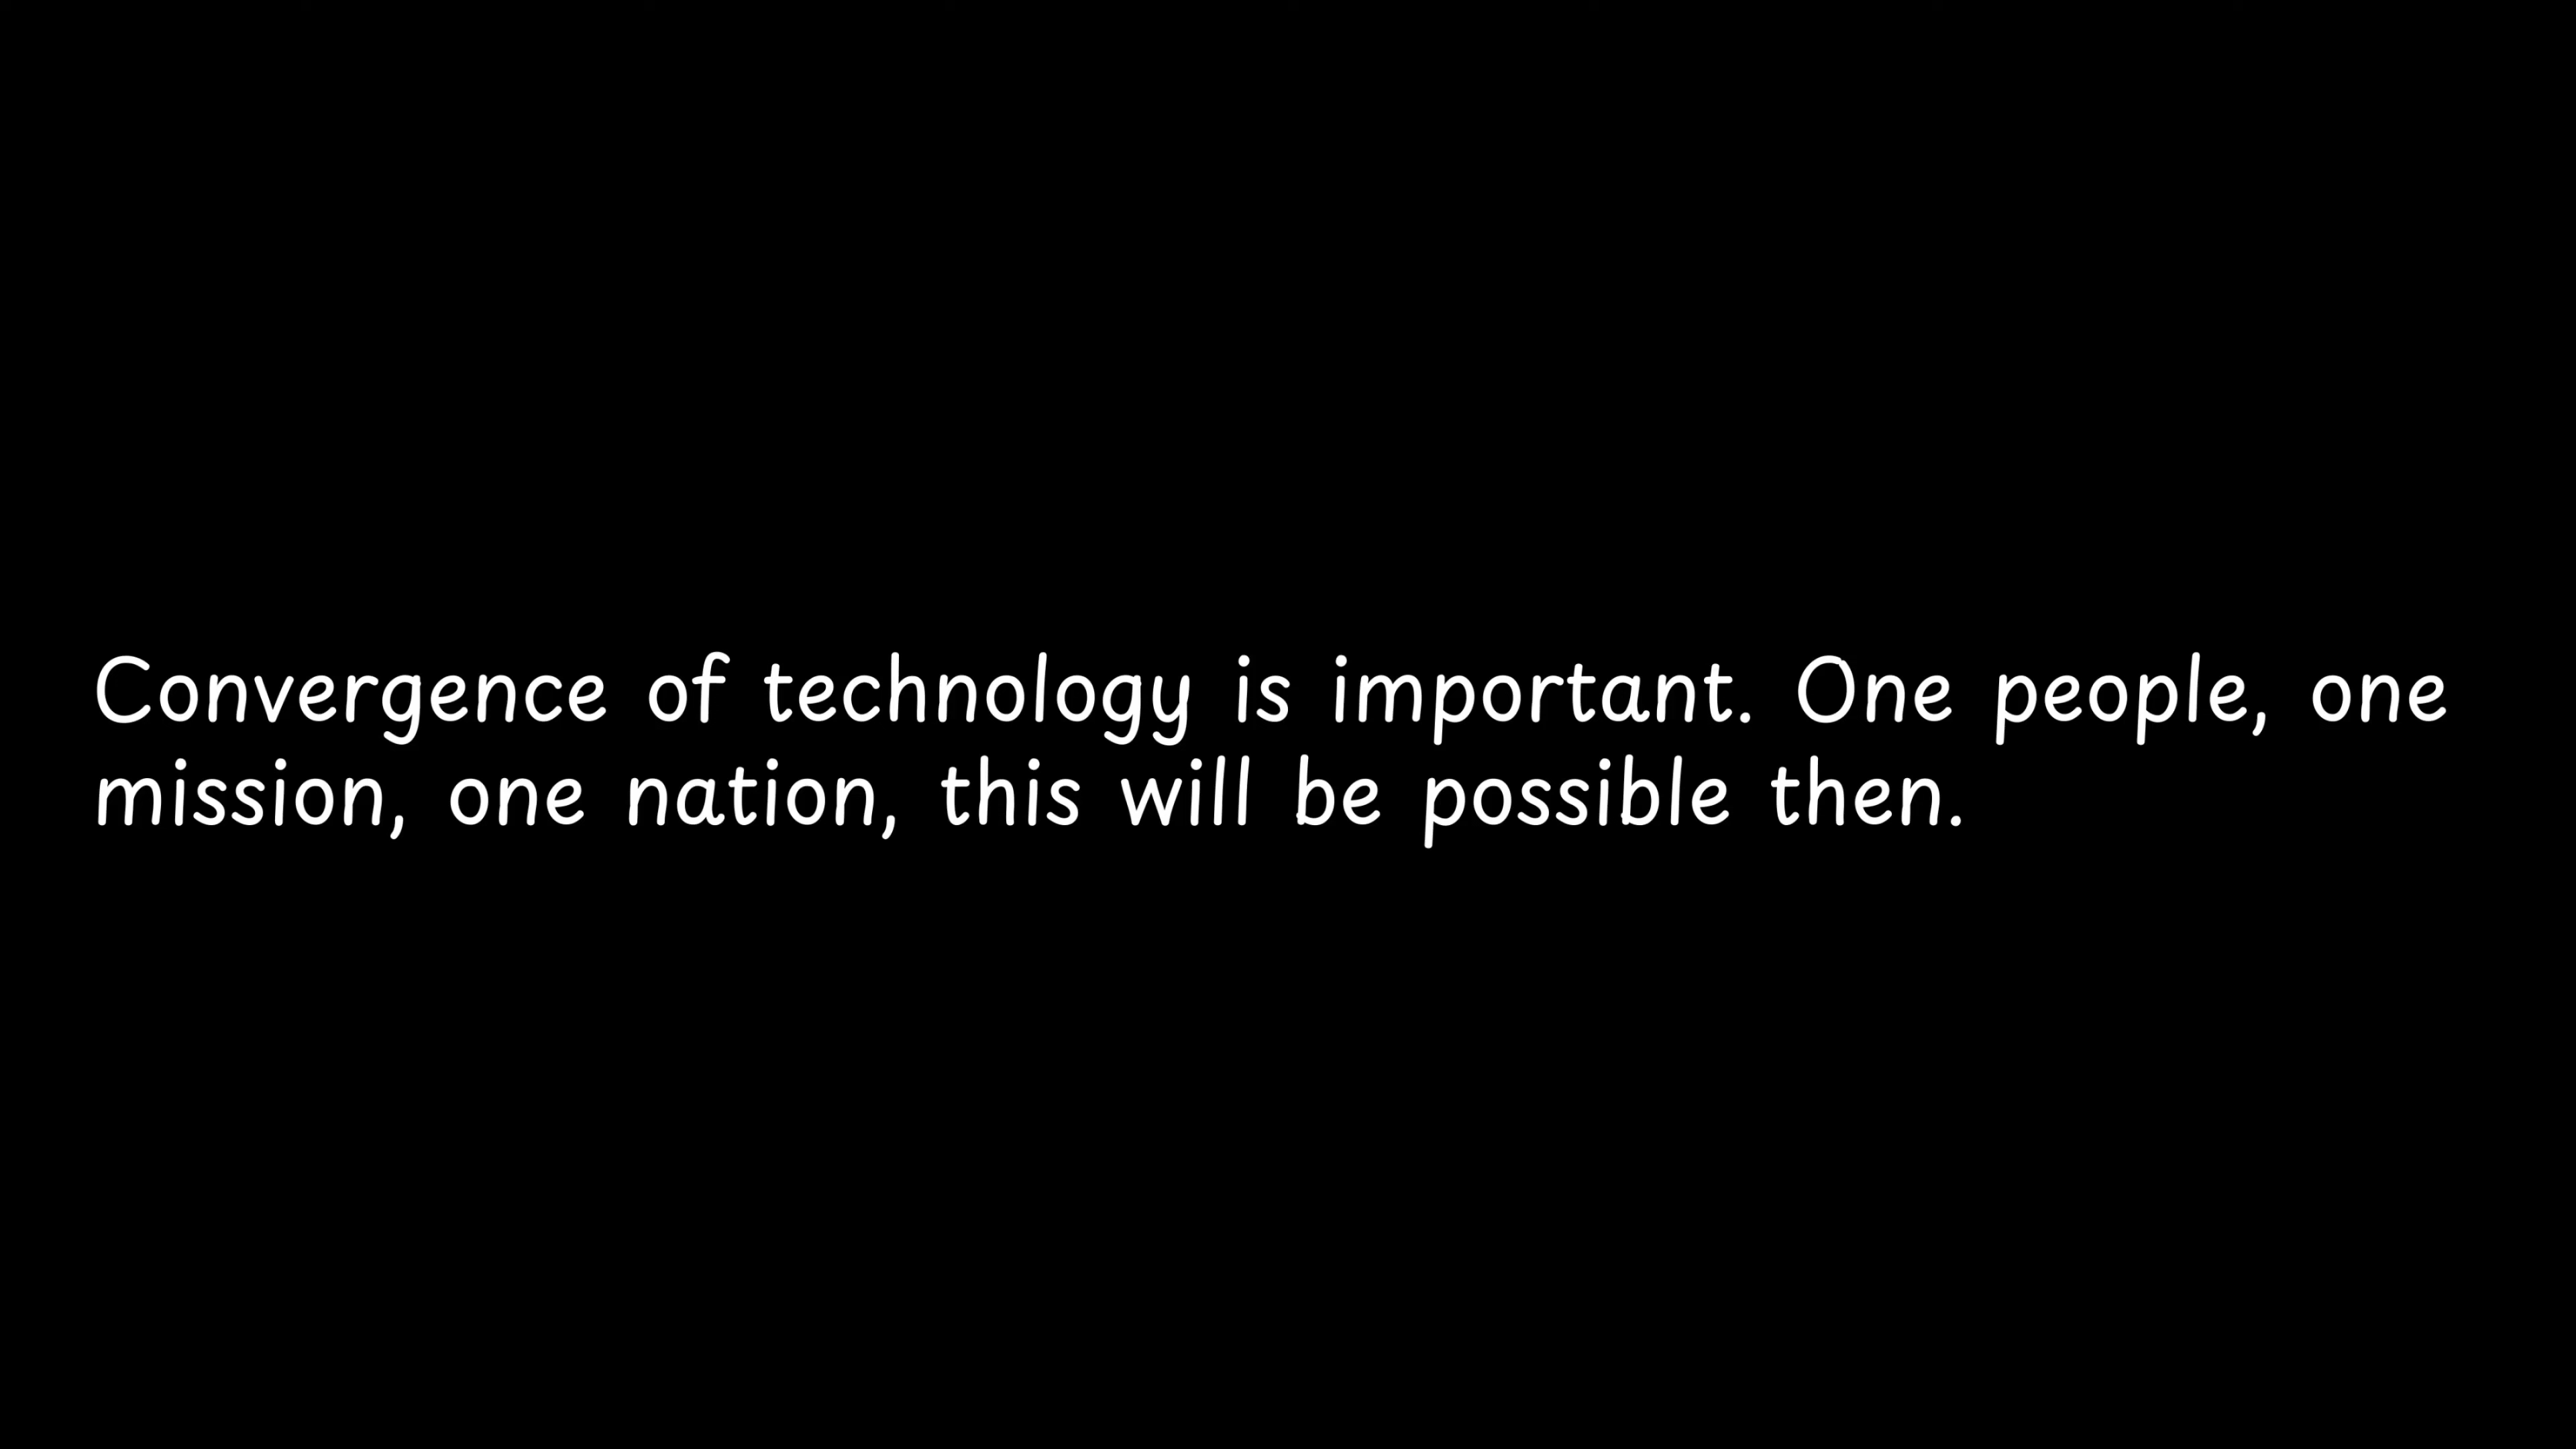 Convergence of technology is important. One people, one
mission, one nation, this will be possible then.